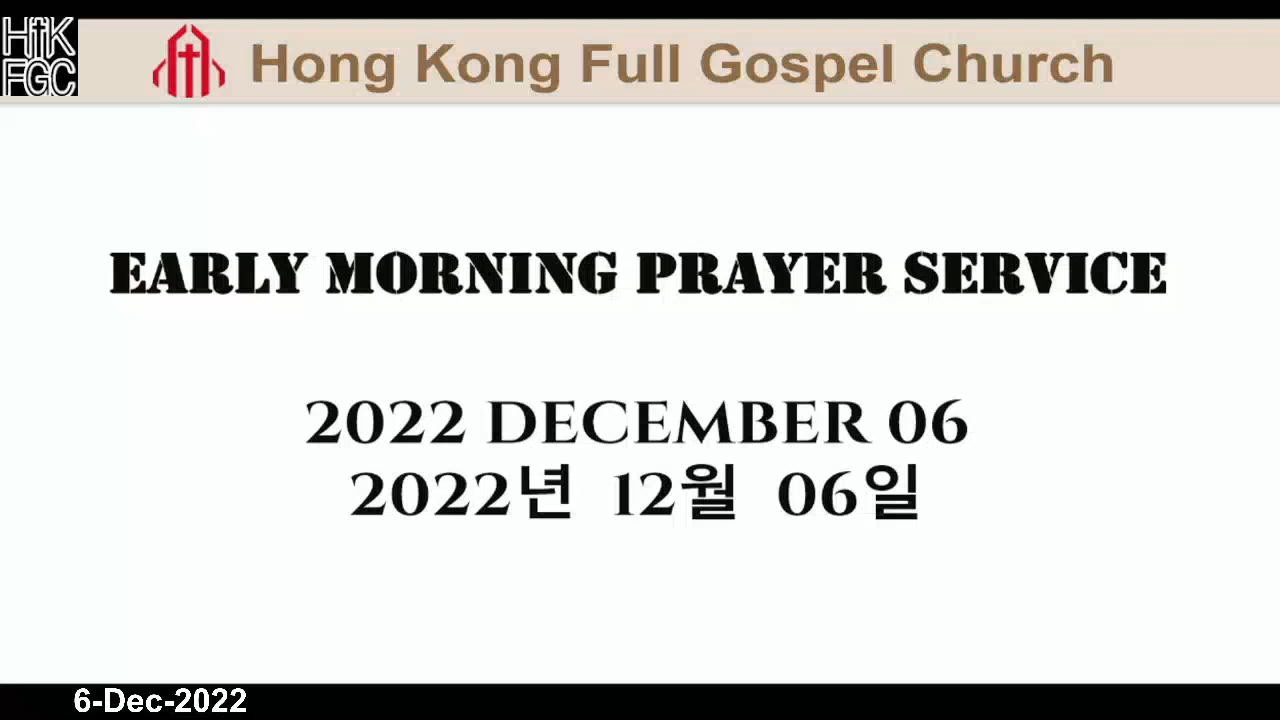 HK
FGC
Hong Kong Full Gospel Church
EARLY MORNING PRAYER SERVICE
2022 DECEMBER 06
2022년 12월 06일
6-Dec-2022